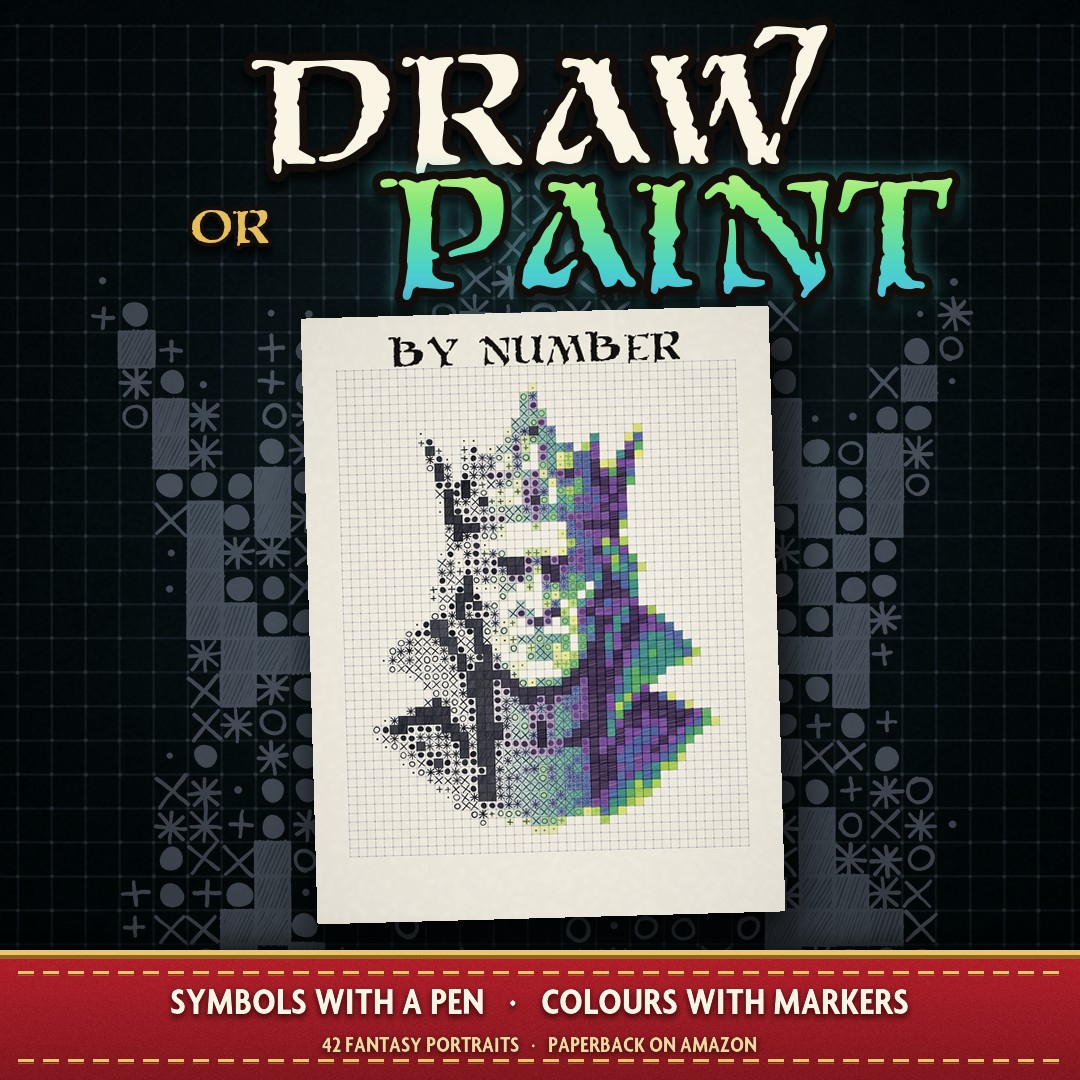 DRAW
OR PAINT
BY NUMBER
SYMBOLS WITH A PEN · COLOURS WITH MARKERS
42 FANTASY PORTRAITS · PAPERBACK ON AMAZON